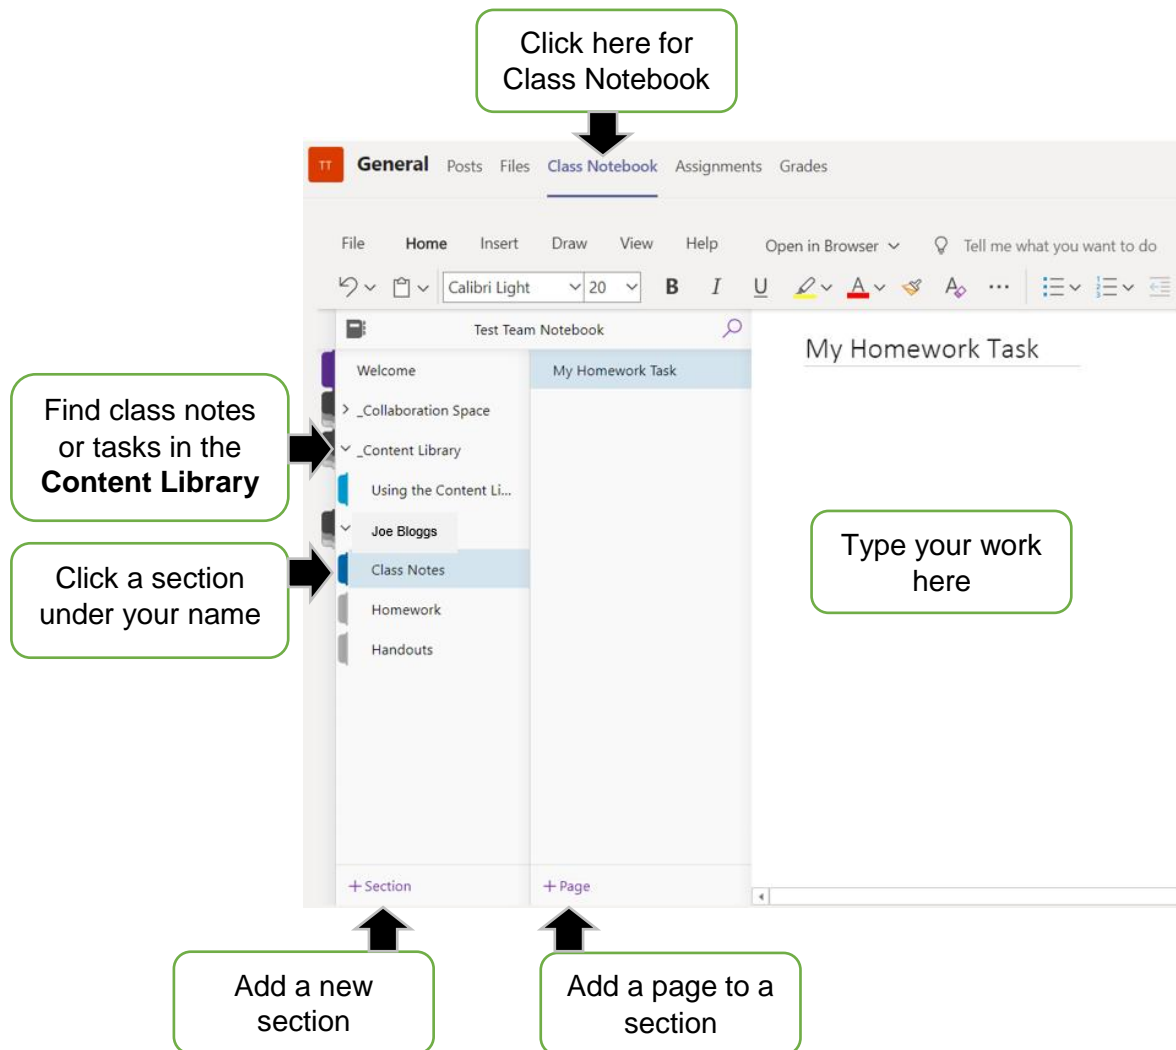 Click here for
Class Notebook
TT General Posts Files Class Notebook Assignments Grades
File Home Insert Draw View Help Open in Browser Tell me what you want to do
Calibri Light 20 B I U A A ...
Test Team Notebook
My Homework Task
Welcome
My Homework Task
_Collaboration Space
_Content Library
Using the Content Li...
Joe Bloggs
Class Notes
Homework
Handouts
Find class notes
or tasks in the
Content Library
Click a section
under your name
Type your work
here
+ Section
+ Page
Add a new
section
Add a page to a
section